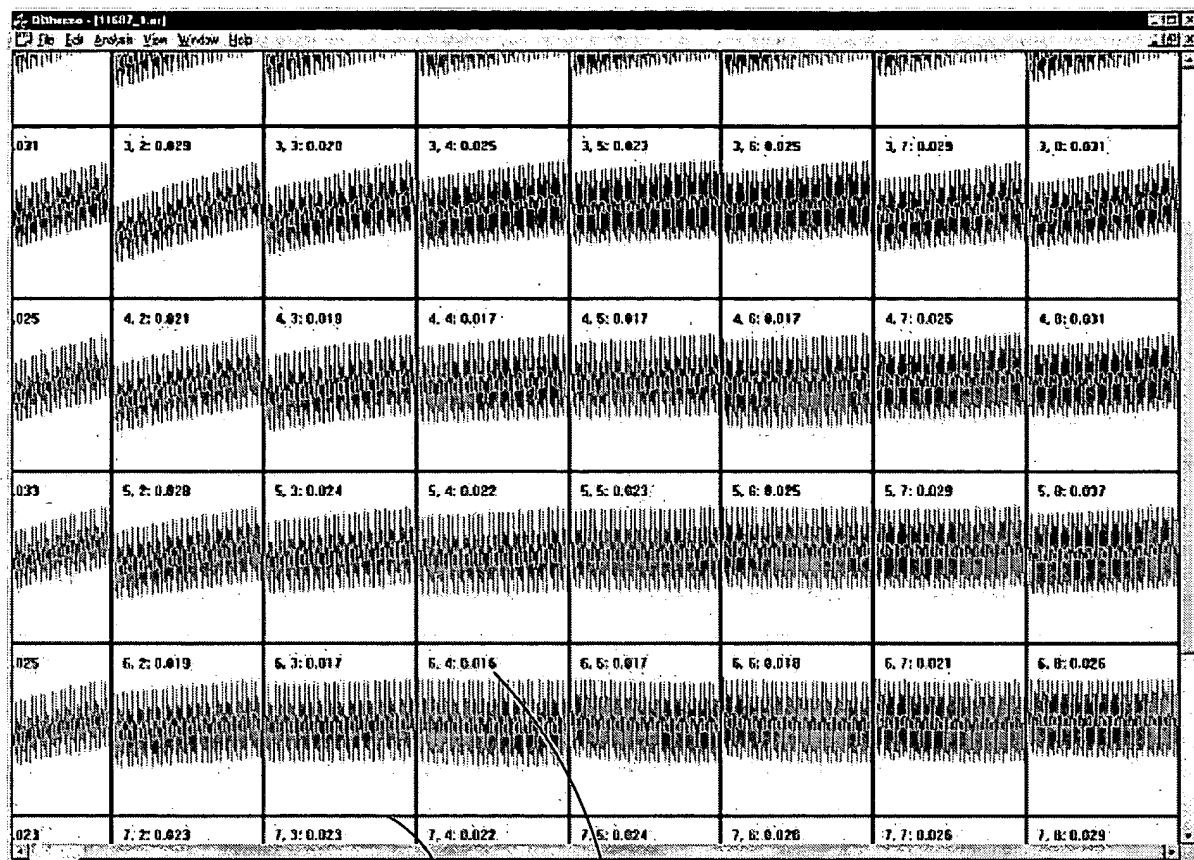 [11607_1.er]
File Edit Analysis View Window Help
.031 3, 2: 0.029 3, 3: 0.020 3, 4: 0.025 3, 5: 0.023 3, 6: 0.025 3, 7: 0.029 3, 8: 0.031
.025 4, 2: 0.021 4, 3: 0.018 4, 4: 0.017 4, 5: 0.017 4, 6: 0.017 4, 7: 0.025 4, 8: 0.031
.033 5, 2: 0.028 5, 3: 0.024 5, 4: 0.022 5, 5: 0.023 5, 6: 0.025 5, 7: 0.029 5, 8: 0.037
.025 6, 2: 0.019 6, 3: 0.017 6, 4: 0.016 6, 5: 0.017 6, 6: 0.018 6, 7: 0.021 6, 8: 0.026
.023 7, 2: 0.023 7, 3: 0.023 7, 4: 0.022 7, 5: 0.024 7, 6: 0.026 7, 7: 0.026 7, 8: 0.029